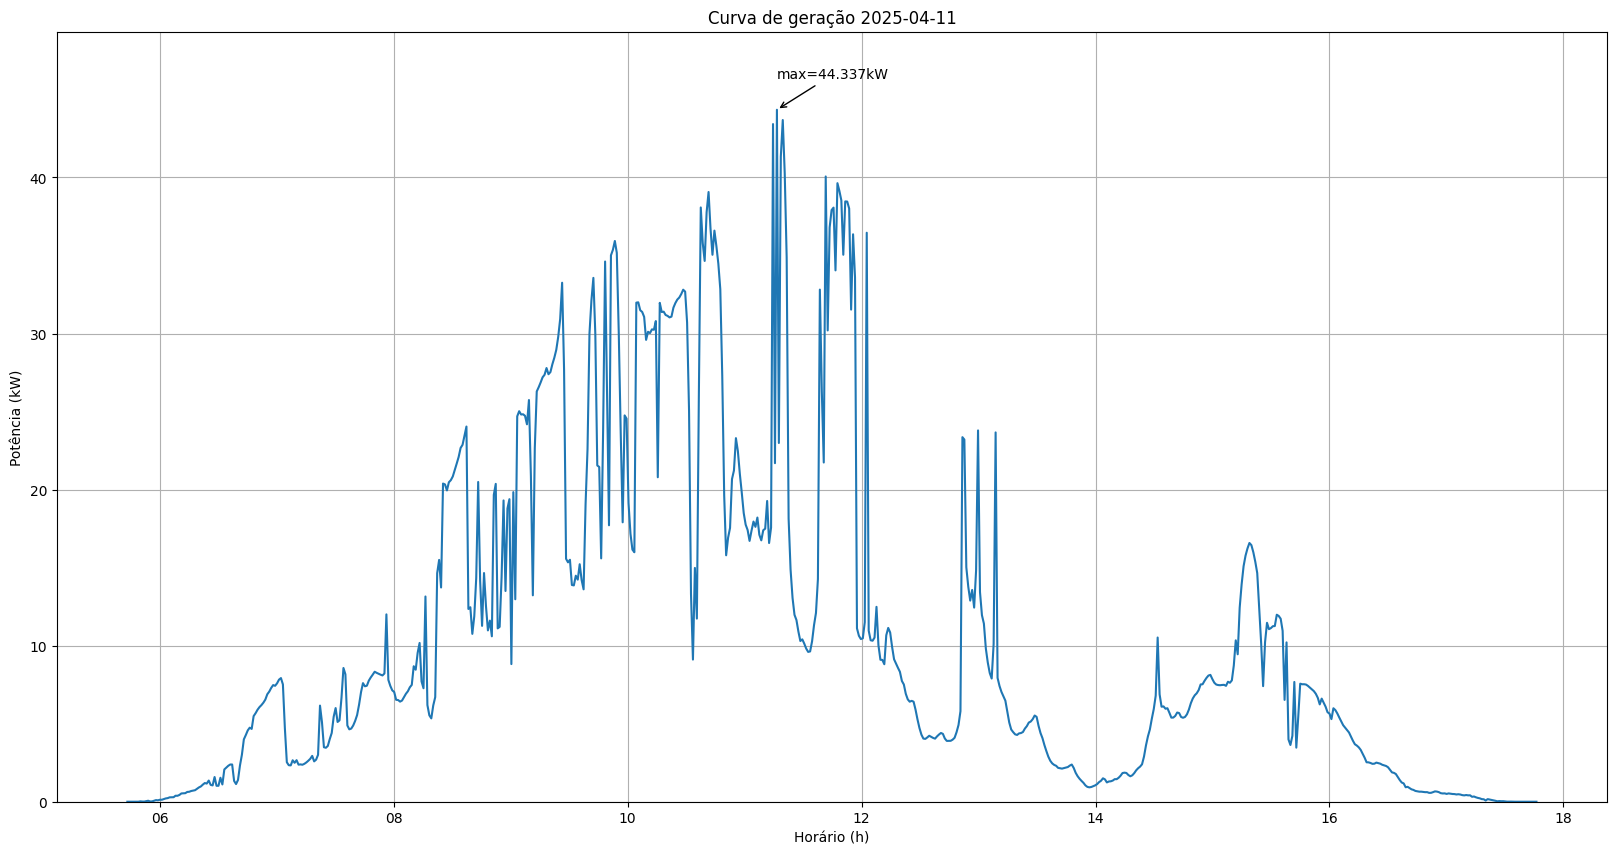 Curva de geração 2025-04-11
max=44.337kW
Potência (kW)
40
30
20
10
0
06 08 10 12 14 16 18
Horário (h)